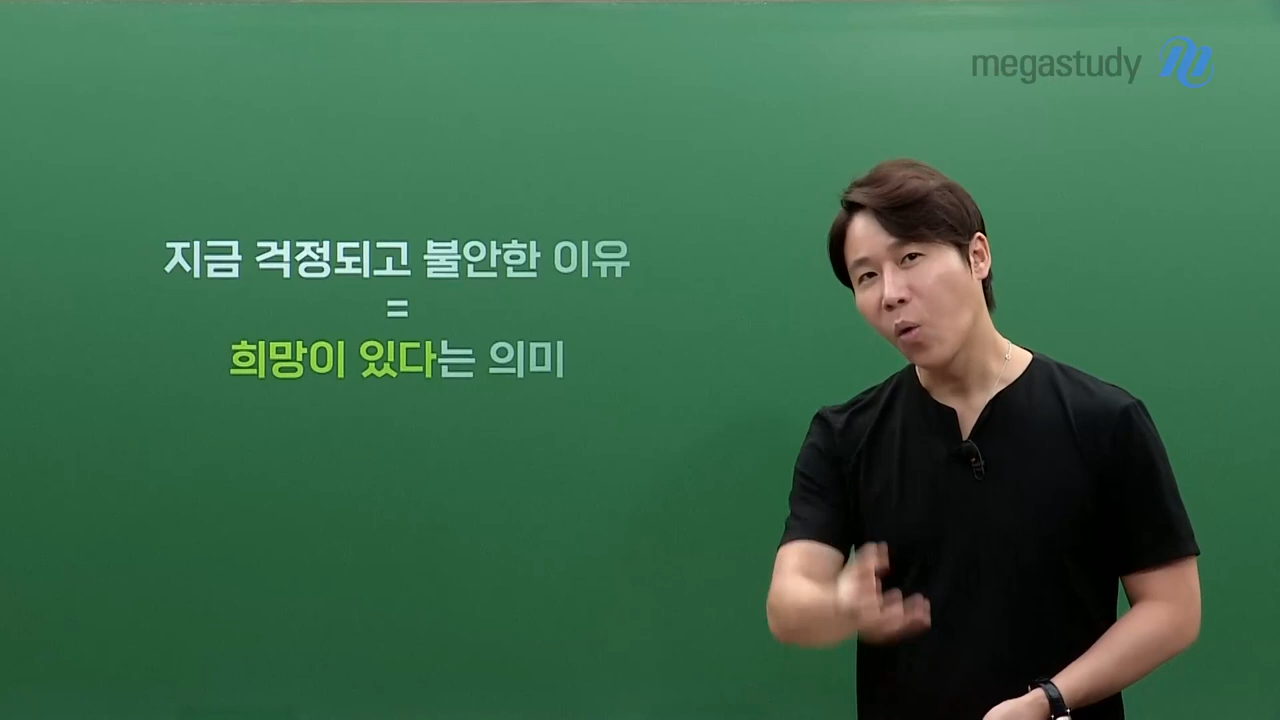 megastudy
지금 걱정되고 불안한 이유
=
희망이 있다는 의미